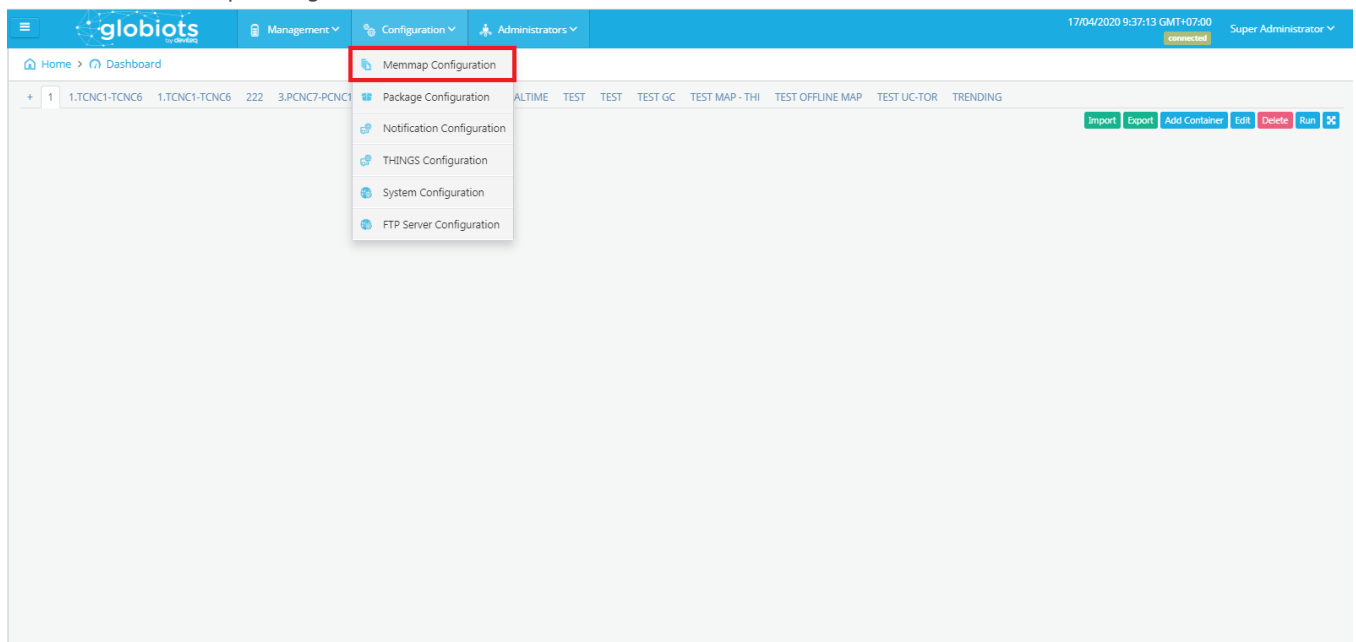 globiots
by deviteq
Management
Configuration
Administrators
17/04/2020 9:37:13 GMT+07:00
connected
Super Administrator
Home > Dashboard
Memmap Configuration
+ 1 1.TCNC1-TCNC6 1.TCNC1-TCNC6 222 3.PCNC7-PCNC1 ALTIME TEST TEST TEST GC TEST MAP - THI TEST OFFLINE MAP TEST UC-TOR TRENDING
Package Configuration
Import Export Add Container Edit Delete Run
Notification Configuration
THINGS Configuration
System Configuration
FTP Server Configuration